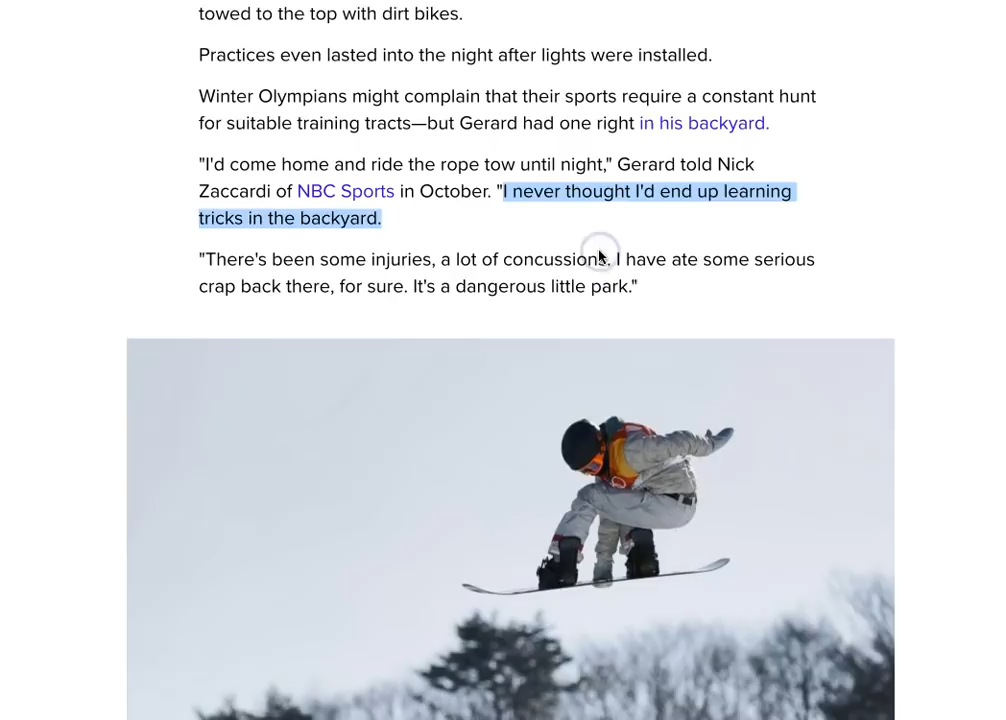 towed to the top with dirt bikes.
Practices even lasted into the night after lights were installed.
Winter Olympians might complain that their sports require a constant hunt
for suitable training tracts—but Gerard had one right in his backyard.
"I'd come home and ride the rope tow until night," Gerard told Nick
Zaccardi of NBC Sports in October. "I never thought I'd end up learning
tricks in the backyard.
"There's been some injuries, a lot of concussions. I have ate some serious
crap back there, for sure. It's a dangerous little park."